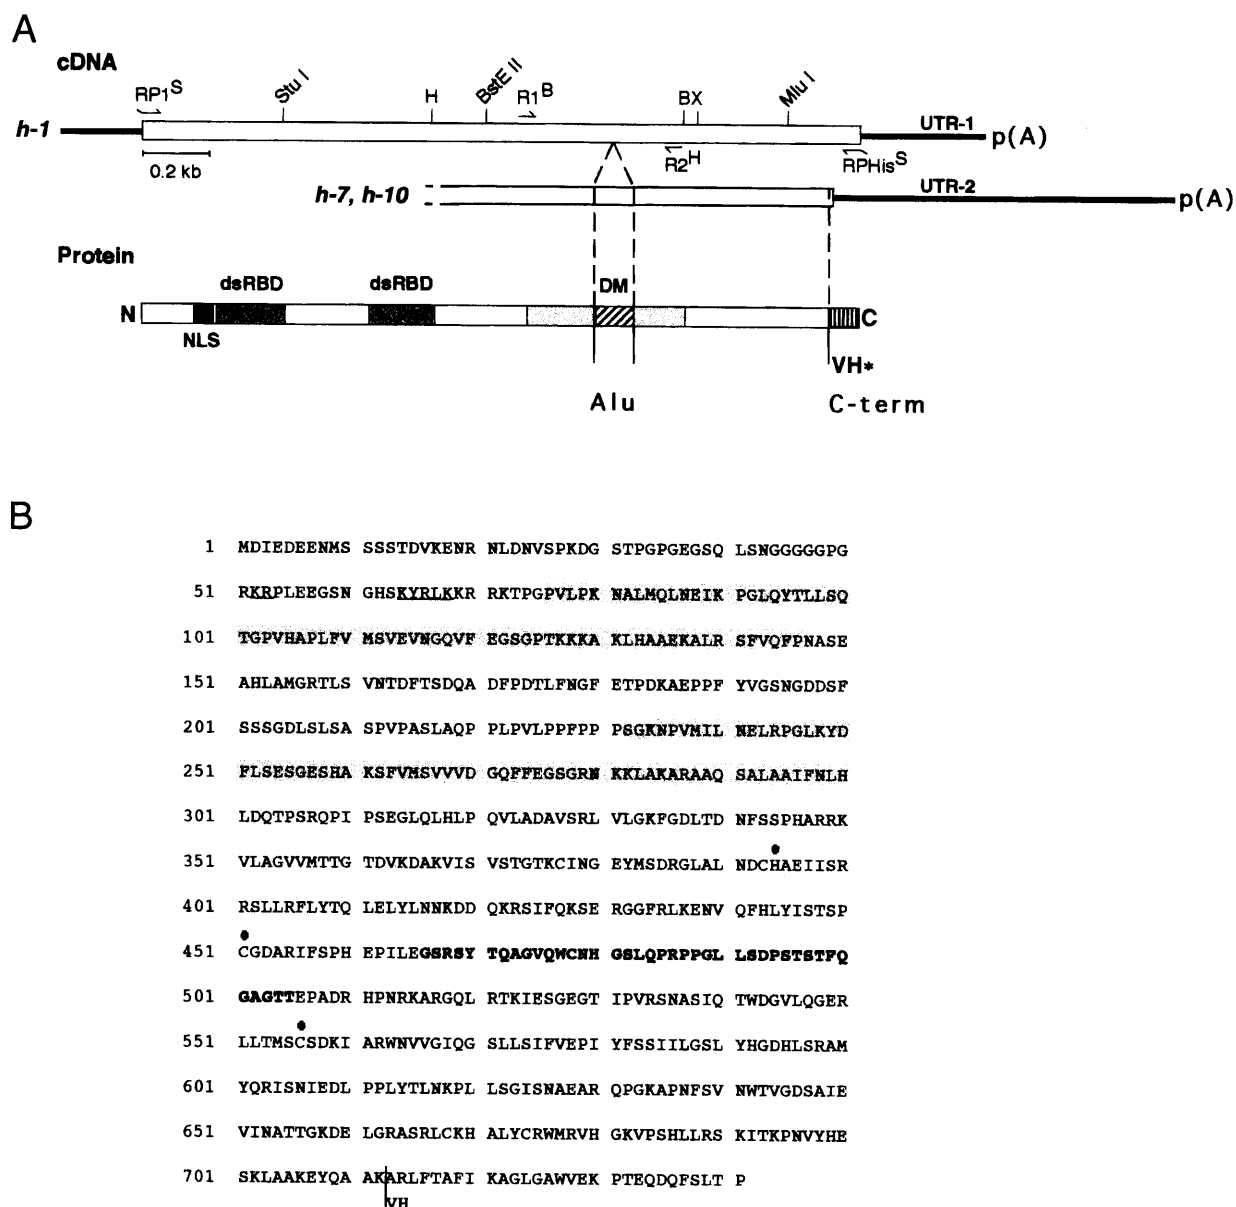 A
cDNA
RP1S
Stu I
H
BstE II
R1B
BX
Mlu I
h-1
UTR-1
p(A)
0.2 kb
R2H
RPHisS
h-7, h-10
UTR-2
p(A)
Protein
dsRBD
dsRBD
DM
N
C
NLS
VH*
Alu
C-term
B
1 MDIEDEENMS SSSTDVKENR NLDNVSPKDG STPGPGEGSQ LSNGGGGGPG
51 RKRPLEEGSN GHSKYRLKKR RKTPGPVLPK NALMQLNEIK PGLQYTLLSQ
101 TGPVHAPLFV MSVEVNGQVF EGSGPTKKKA KLHAAEKALR SFVQFPNASE
151 AHLAMGRTLS VNTDFTSDQA DFPDTLFNGF ETPDKAEPPF YVGSNGDDSF
201 SSSGDLSLSA SPVPASLAQP PLPVLPPFPP PSGKNPVMIL NELRPGLKYD
251 FLSESGESHA KSFVMSVVVD GQFFEGSGRN KKLAKARAAQ SALAAIFNLH
301 LDQTPSRQPI PSEGLQLHLP QVLADAVSRL VLGKFGDLTD NFSSPHARRK
351 VLAGVVMTTG TDVKDAKVIS VSTGTKCING EYMSDRGLAL NDCHAEIISR
401 RSLLRFLYTQ LELYLNNKDD QKRSIFQKSE RGGFRLKENV QFHLYISTSP
451 CGDARIFSPH EPILEGSRSY TQAGVQWCNH GSLQPRPPGL LSDPSTSTFQ
501 GAGTTEPADR HPNRKARGQL RTKIESGEGT IPVRSNASIQ TWDGVLQGER
551 LLTMSCSDKI ARWNVVGIQG SLLSIFVEPI YFSSIILGSL YHGDHLSRAM
601 YQRISNIEDL PPLYTLNKPL LSGISNAEAR QPGKAPNFSV NWTVGDSAIE
651 VINATTGKDE LGRASRLCKH ALYCRWMRVH GKVPSHLLRS KITKPNVYHE
701 SKLAAKEYQA AKARLFTAFI KAGLGAWVEK PTEQDQFSLT P
VH